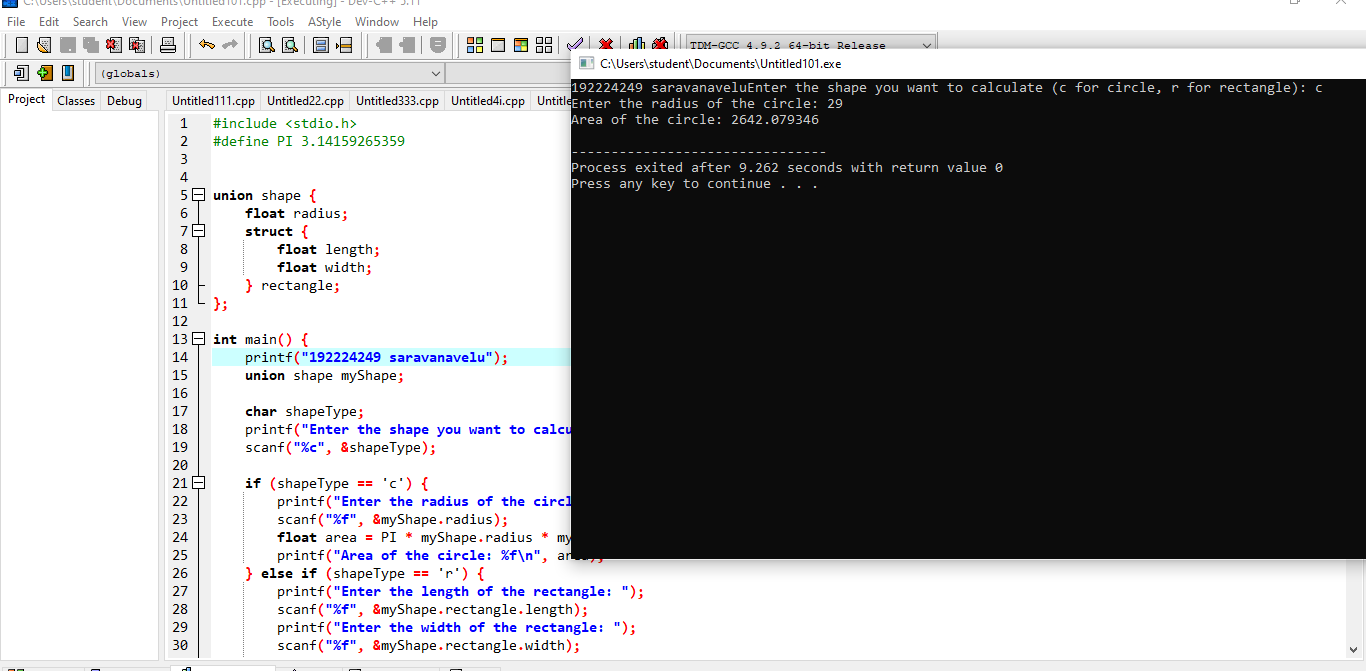 C:\Users\student\Documents\Untitled101.cpp - [Executing] - Dev-C++ 5.11
File Edit Search View Project Execute Tools AStyle Window Help
TDM-GCC 4.9.2 64-bit Release
(globals)
Project Classes Debug
Untitled111.cpp Untitled22.cpp Untitled333.cpp Untitled4i.cpp Untitle
1 #include <stdio.h>
2 #define PI 3.14159265359
3
4
5 union shape {
6 float radius;
7 struct {
8 float length;
9 float width;
10 } rectangle;
11 };
12
13 int main() {
14 printf("192224249 saravanavelu");
15 union shape myShape;
16
17 char shapeType;
18 printf("Enter the shape you want to calcu
19 scanf("%c", &shapeType);
20
21 if (shapeType == 'c') {
22 printf("Enter the radius of the circl
23 scanf("%f", &myShape.radius);
24 float area = PI * myShape.radius * my
25 printf("Area of the circle: %f\n", area);
26 } else if (shapeType == 'r') {
27 printf("Enter the length of the rectangle: ");
28 scanf("%f", &myShape.rectangle.length);
29 printf("Enter the width of the rectangle: ");
30 scanf("%f", &myShape.rectangle.width);
C:\Users\student\Documents\Untitled101.exe
192224249 saravanaveluEnter the shape you want to calculate (c for circle, r for rectangle): c
Enter the radius of the circle: 29
Area of the circle: 2642.079346
--------------------------------
Process exited after 9.262 seconds with return value 0
Press any key to continue . . .